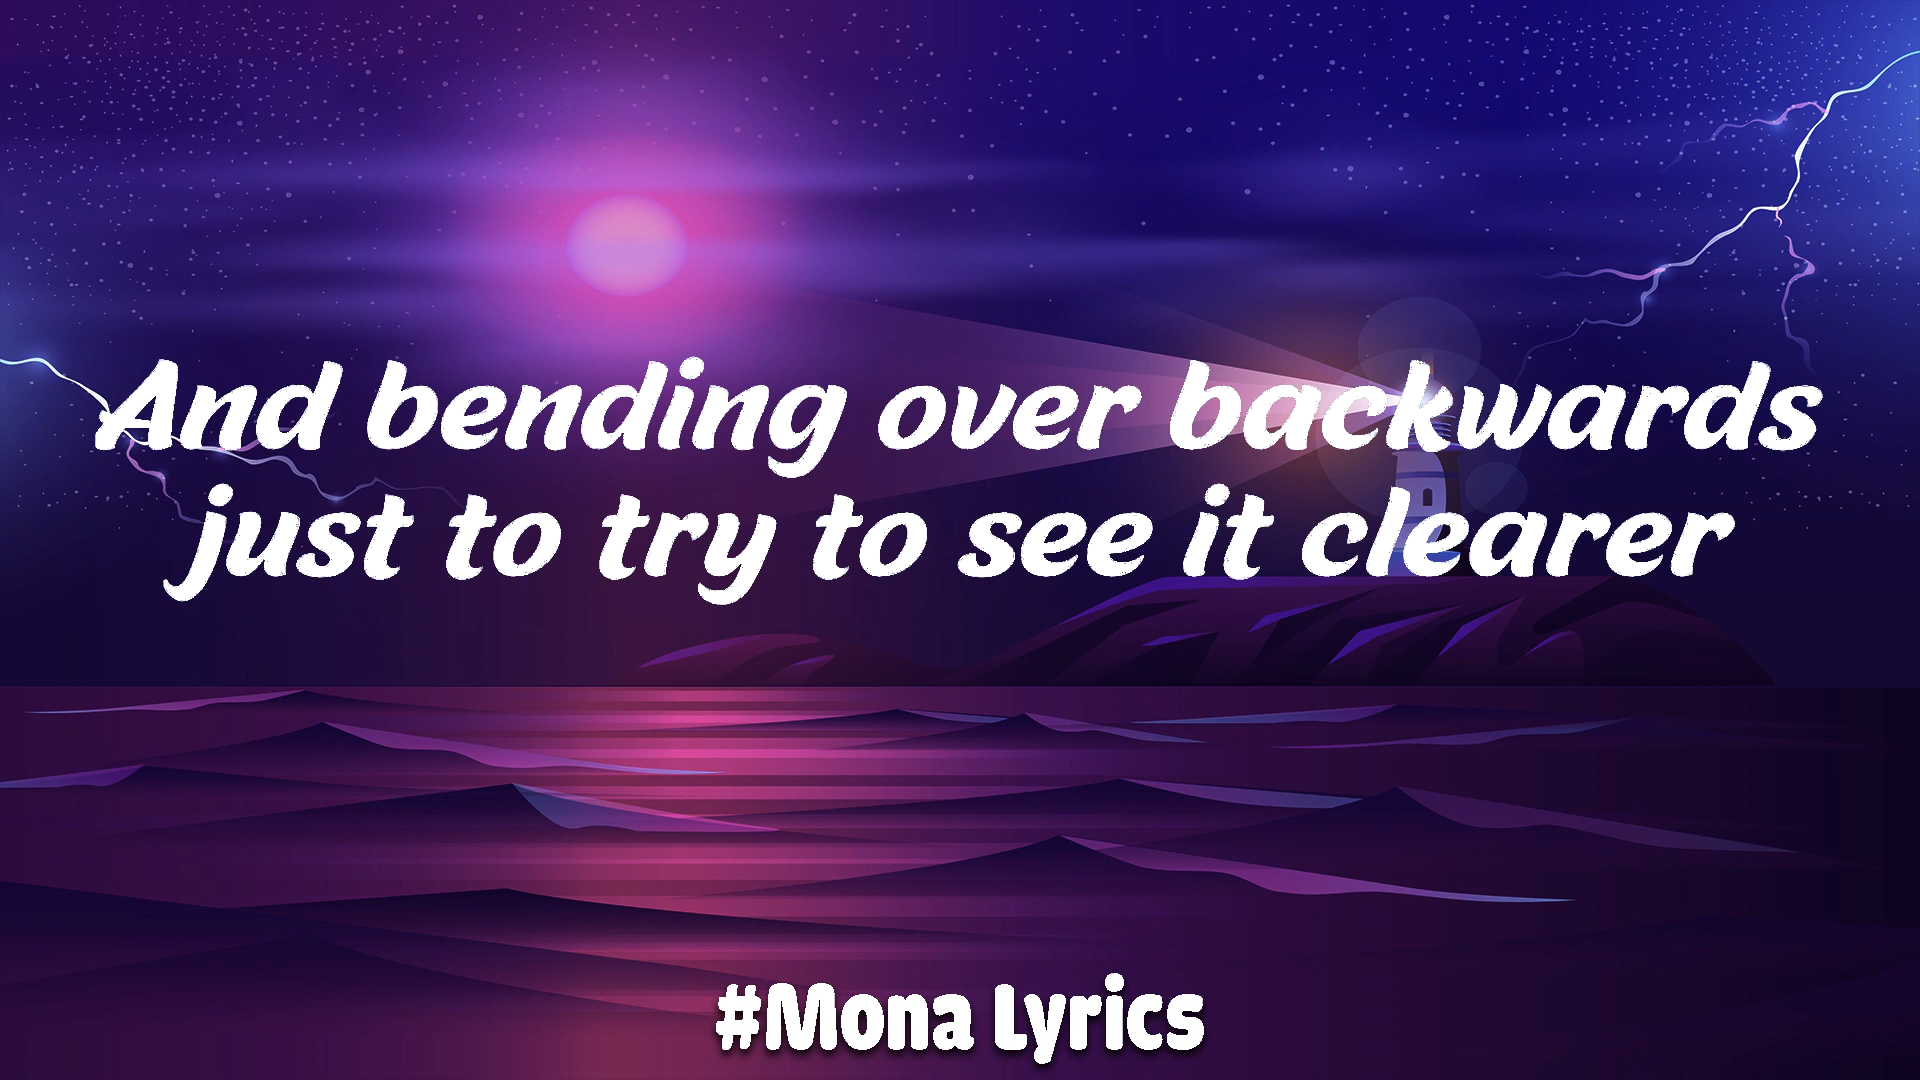 And bending over backwards
just to try to see it clearer
#Mona Lyrics